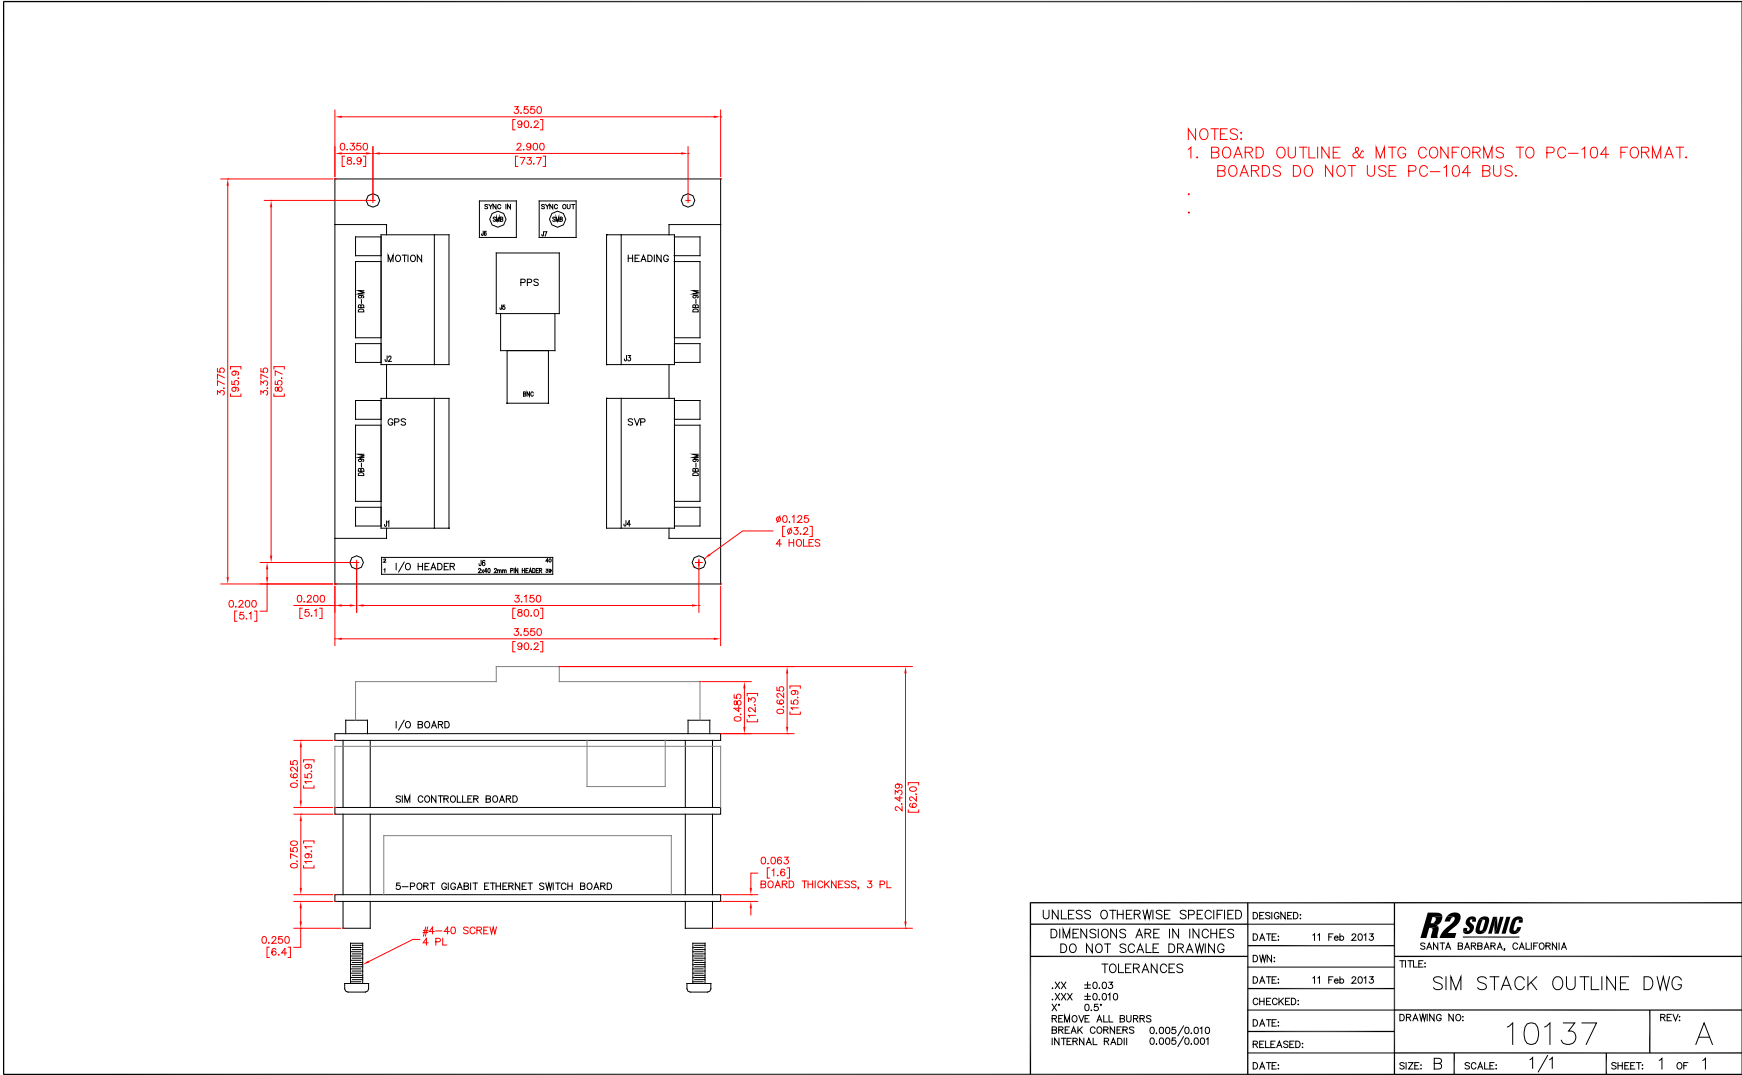 3.550
[90.2]
0.350
[8.9]
2.900
[73.7]
NOTES:
1. BOARD OUTLINE & MTG CONFORMS TO PC-104 FORMAT.
BOARDS DO NOT USE PC-104 BUS.
.
.
SYNC IN
SMB
J6
SYNC OUT
SMB
J7
MOTION
DB-9M
J2
PPS
J5
BNC
HEADING
DB-9M
J3
3.775
[95.9]
3.375
[85.7]
GPS
DB-9M
J1
SVP
DB-9M
J4
ø0.125
[ø3.2]
4 HOLES
2
1
I/O HEADER
J6
2x40 2mm PIN HEADER
40
39
0.200
[5.1]
0.200
[5.1]
3.150
[80.0]
3.550
[90.2]
0.485
[12.3]
0.625
[15.9]
I/O BOARD
0.625
[15.9]
SIM CONTROLLER BOARD
2.439
[62.0]
0.750
[19.1]
5-PORT GIGABIT ETHERNET SWITCH BOARD
0.063
[1.6]
BOARD THICKNESS, 3 PL
0.250
[6.4]
#4-40 SCREW
4 PL
UNLESS OTHERWISE SPECIFIED
DIMENSIONS ARE IN INCHES
DO NOT SCALE DRAWING
TOLERANCES
.XX ±0.03
.XXX ±0.010
X° 0.5°
REMOVE ALL BURRS
BREAK CORNERS 0.005/0.010
INTERNAL RADII 0.005/0.001
DESIGNED:
DATE: 11 Feb 2013
DWN:
DATE: 11 Feb 2013
CHECKED:
DATE:
RELEASED:
DATE:
R2 SONIC
SANTA BARBARA, CALIFORNIA
TITLE:
SIM STACK OUTLINE DWG
DRAWING NO:
10137
REV:
A
SIZE: B
SCALE: 1/1
SHEET: 1 OF 1